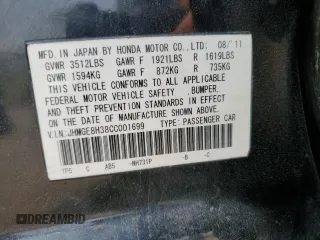 MFD. IN JAPAN BY HONDA MOTOR CO., LTD. 08/11
GVWR 3512LBS GAWR F 1921LBS R 1619LBS
GVWR 1594KG GAWR F 872KG R 735KG
THIS VEHICLE CONFORMS TO ALL APPLICABLE
FEDERAL MOTOR VEHICLE SAFETY, BUMPER,
AND THEFT PREVENTION STANDARDS IN EFFECT ON
THE DATE OF MANUFACTURE SHOWN ABOVE.
V.I.N: JHMGE8H38CC001699 TYPE: PASSENGER CAR
C AB5 -NH731P -B -C
DREAMBID